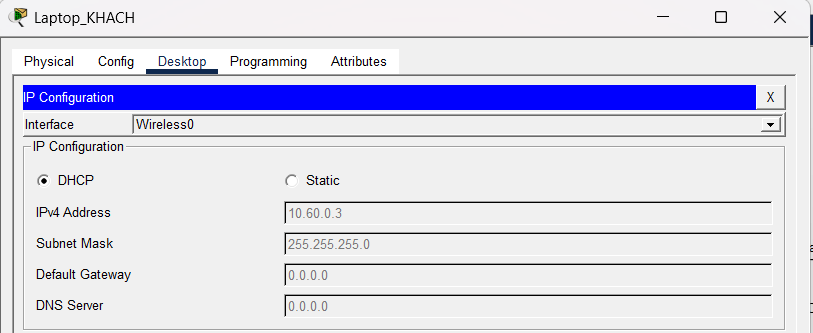 Laptop_KHACH
Physical Config Desktop Programming Attributes
IP Configuration X
Interface Wireless0
IP Configuration
DHCP Static
IPv4 Address 10.60.0.3
Subnet Mask 255.255.255.0
Default Gateway 0.0.0.0
DNS Server 0.0.0.0